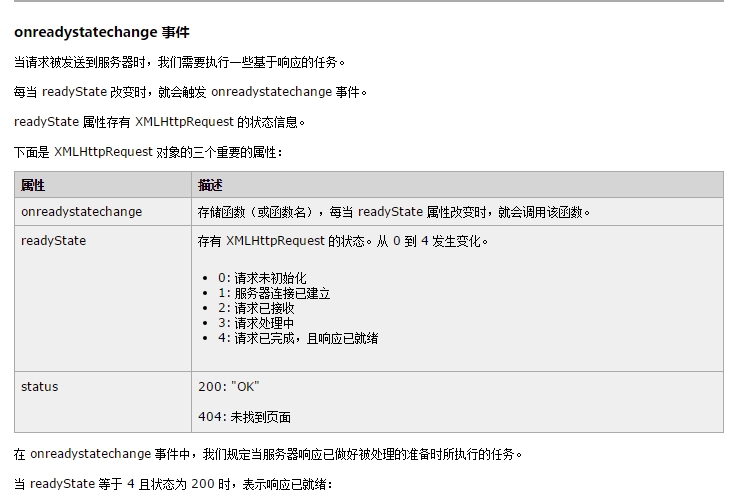 onreadystatechange 事件
当请求被发送到服务器时，我们需要执行一些基于响应的任务。
每当 readyState 改变时，就会触发 onreadystatechange 事件。
readyState 属性存有 XMLHttpRequest 的状态信息。
下面是 XMLHttpRequest 对象的三个重要的属性：
属性 描述
onreadystatechange 存储函数（或函数名），每当 readyState 属性改变时，就会调用该函数。
readyState 存有 XMLHttpRequest 的状态。从 0 到 4 发生变化。
• 0: 请求未初始化
• 1: 服务器连接已建立
• 2: 请求已接收
• 3: 请求处理中
• 4: 请求已完成，且响应已就绪
status 200: "OK"
404: 未找到页面
在 onreadystatechange 事件中，我们规定当服务器响应已做好被处理的准备时所执行的任务。
当 readyState 等于 4 且状态为 200 时，表示响应已就绪：